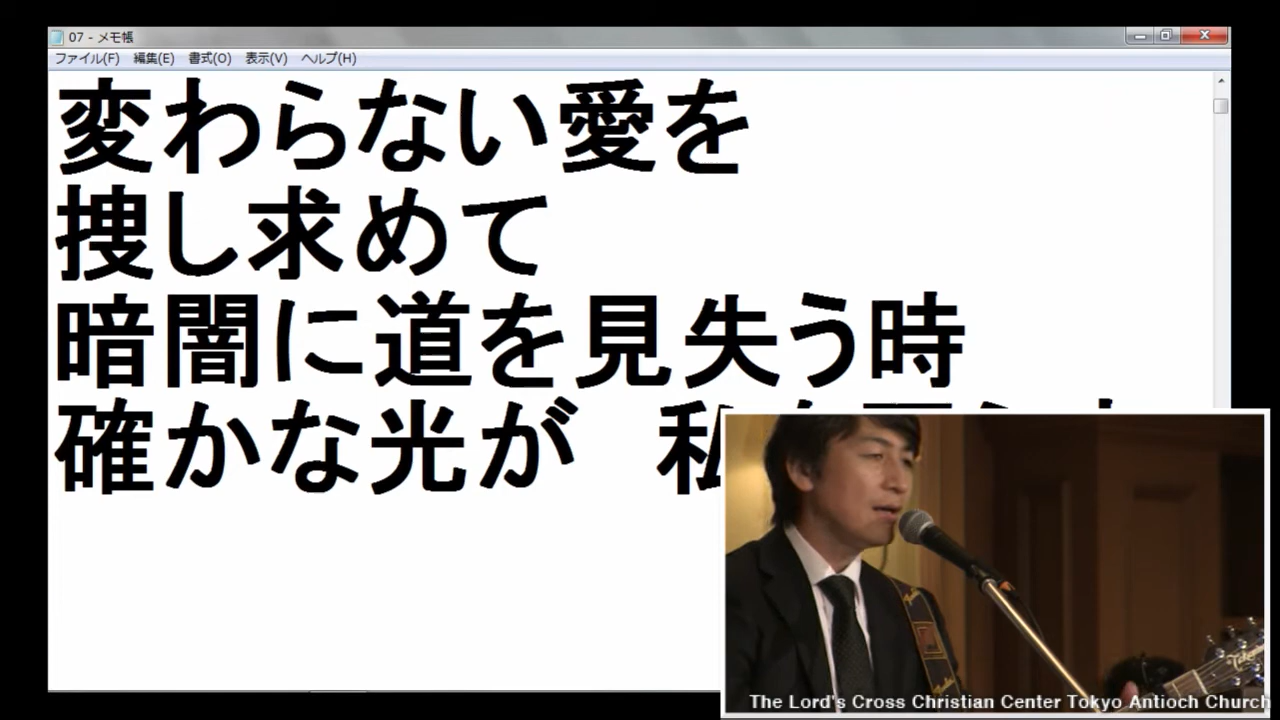 07 - メモ帳
ファイル(F) 編集(E) 書式(O) 表示(V) ヘルプ(H)
変わらない愛を
捜し求めて
暗闇に道を見失う時
確かな光が 私
The Lord's Cross Christian Center Tokyo Antioch Church